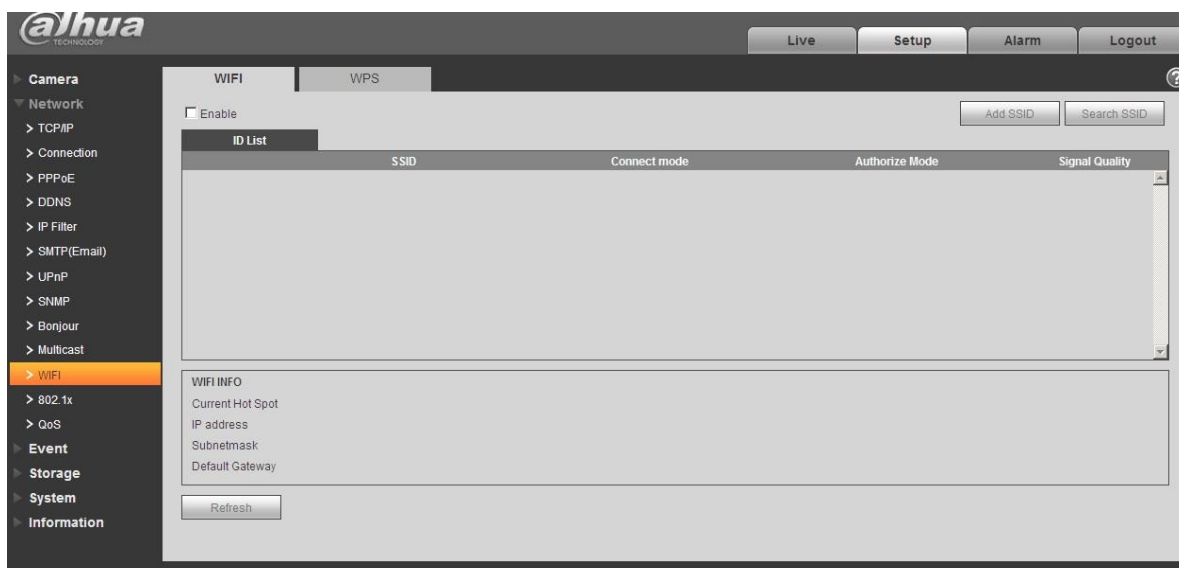 alhua
TECHNOLOGY
Live Setup Alarm Logout
Camera
Network
> TCP/IP
> Connection
> PPPoE
> DDNS
> IP Filter
> SMTP(Email)
> UPnP
> SNMP
> Bonjour
> Multicast
> WIFI
> 802.1x
> QoS
Event
Storage
System
Information
WIFI WPS
?
Enable
Add SSID Search SSID
ID List
SSID Connect mode Authorize Mode Signal Quality
WIFI INFO
Current Hot Spot
IP address
Subnetmask
Default Gateway
Refresh